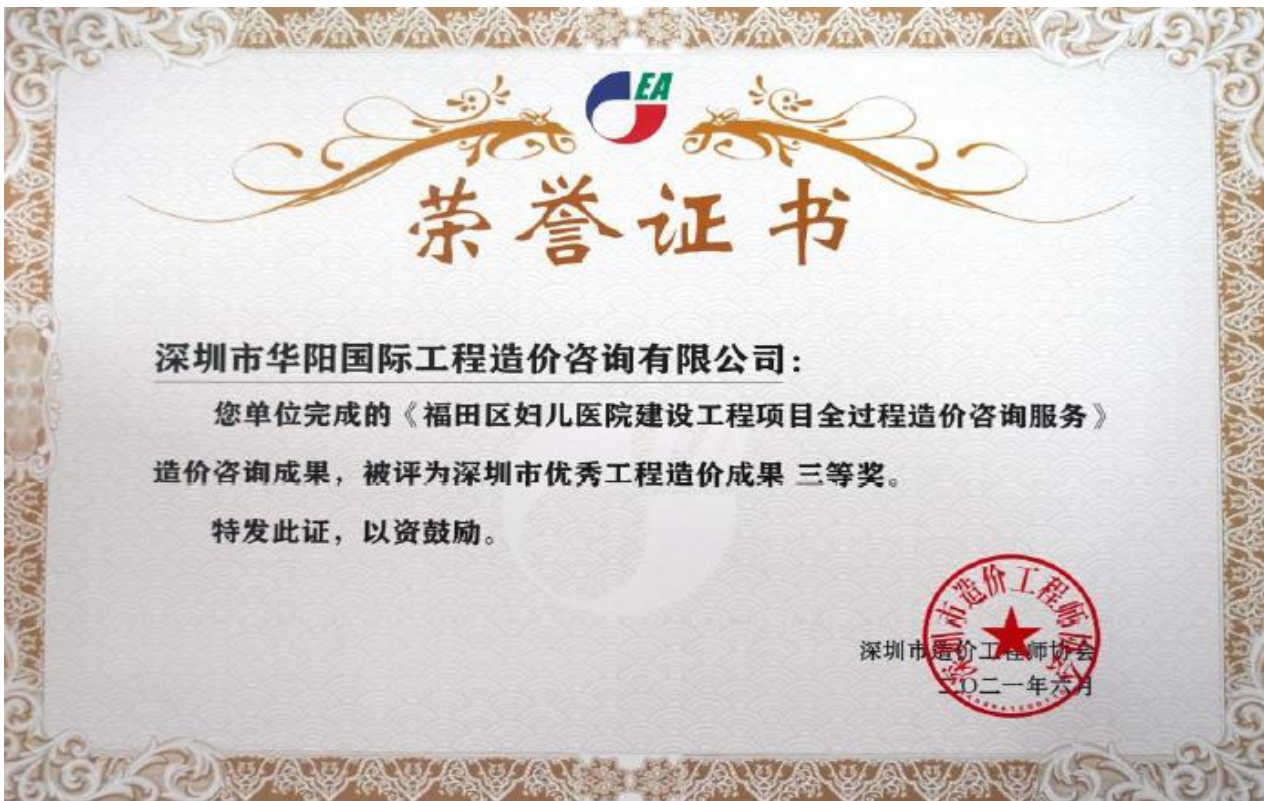 EA
荣誉证书
深圳市华阳国际工程造价咨询有限公司：
您单位完成的《福田区妇儿医院建设工程项目全过程造价咨询服务》
造价咨询成果，被评为深圳市优秀工程造价成果 三等奖。
特发此证，以资鼓励。
深圳市造价工程师协会
深圳市造价工程师协会
二〇二一年六月